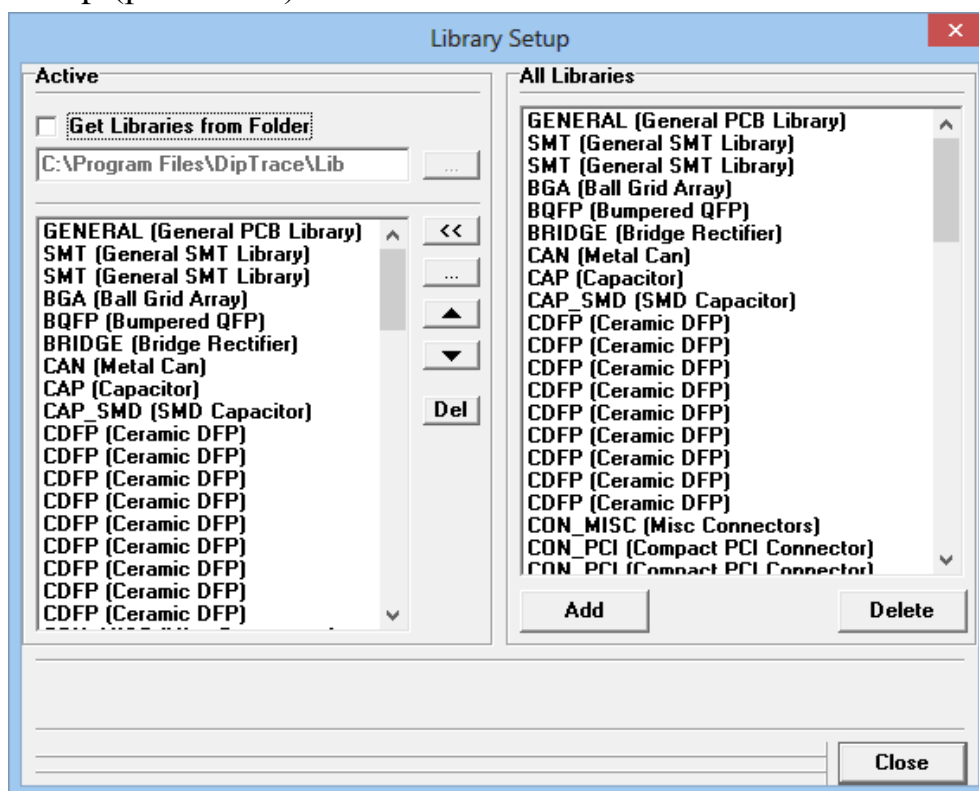 Library Setup
Active
Get Libraries from Folder
C:\Program Files\DipTrace\Lib
...
GENERAL (General PCB Library)
SMT (General SMT Library)
SMT (General SMT Library)
BGA (Ball Grid Array)
BQFP (Bumpered QFP)
BRIDGE (Bridge Rectifier)
CAN (Metal Can)
CAP (Capacitor)
CAP_SMD (SMD Capacitor)
CDFP (Ceramic DFP)
CDFP (Ceramic DFP)
CDFP (Ceramic DFP)
CDFP (Ceramic DFP)
CDFP (Ceramic DFP)
CDFP (Ceramic DFP)
CDFP (Ceramic DFP)
CDFP (Ceramic DFP)
CDFP (Ceramic DFP)
<<
...
Del
All Libraries
GENERAL (General PCB Library)
SMT (General SMT Library)
SMT (General SMT Library)
BGA (Ball Grid Array)
BQFP (Bumpered QFP)
BRIDGE (Bridge Rectifier)
CAN (Metal Can)
CAP (Capacitor)
CAP_SMD (SMD Capacitor)
CDFP (Ceramic DFP)
CDFP (Ceramic DFP)
CDFP (Ceramic DFP)
CDFP (Ceramic DFP)
CDFP (Ceramic DFP)
CDFP (Ceramic DFP)
CDFP (Ceramic DFP)
CDFP (Ceramic DFP)
CDFP (Ceramic DFP)
CON_MISC (Misc Connectors)
CON_PCI (Compact PCI Connector)
CON_PCI (Compact PCI Connector)
Add
Delete
Close